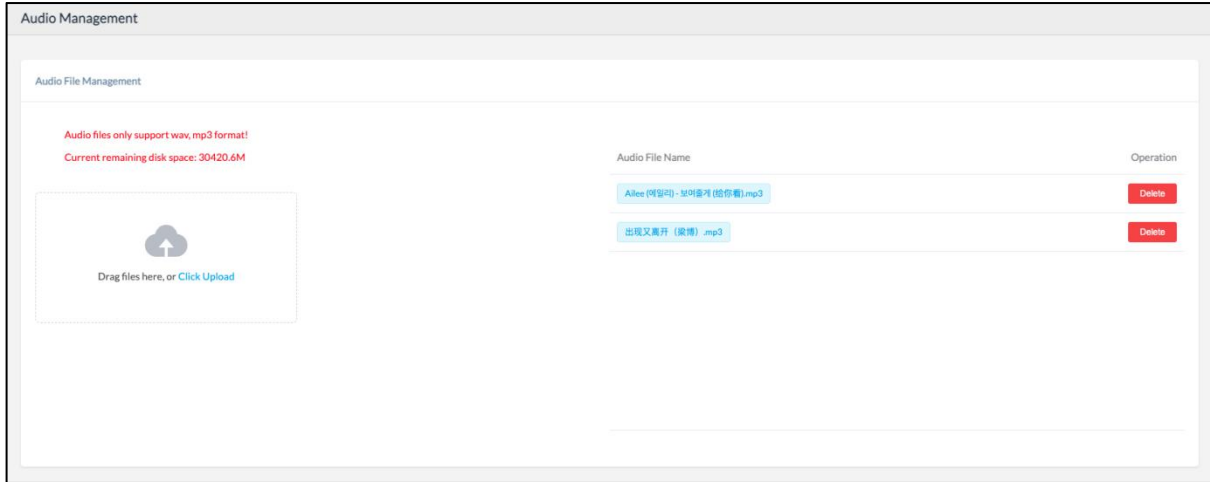 Audio Management
Audio File Management
Audio files only support wav, mp3 format!
Current remaining disk space: 30420.6M
Drag files here, or Click Upload
Audio File Name Operation
Ailee (에일리) - 보여줄게 (给你看).mp3 Delete
出现又离开（梁博）.mp3 Delete